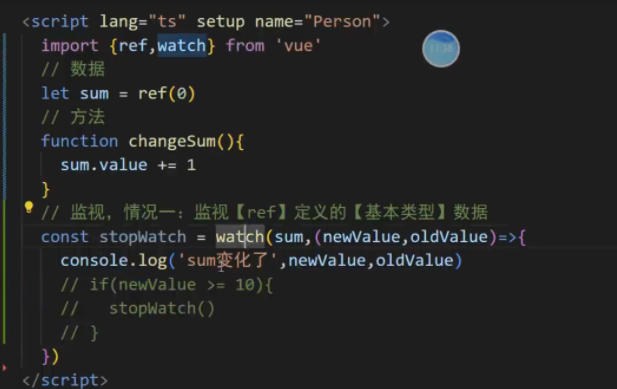 <script lang="ts" setup name="Person">
import {ref,watch} from 'vue'
// 数据
let sum = ref(0)
// 方法
function changeSum(){
sum.value += 1
}
// 监视，情况一：监视【ref】定义的【基本类型】数据
const stopWatch = watch(sum,(newValue,oldValue)=>{
console.log('sum变化了',newValue,oldValue)
// if(newValue >= 10){
//   stopWatch()
// }
})
</script>